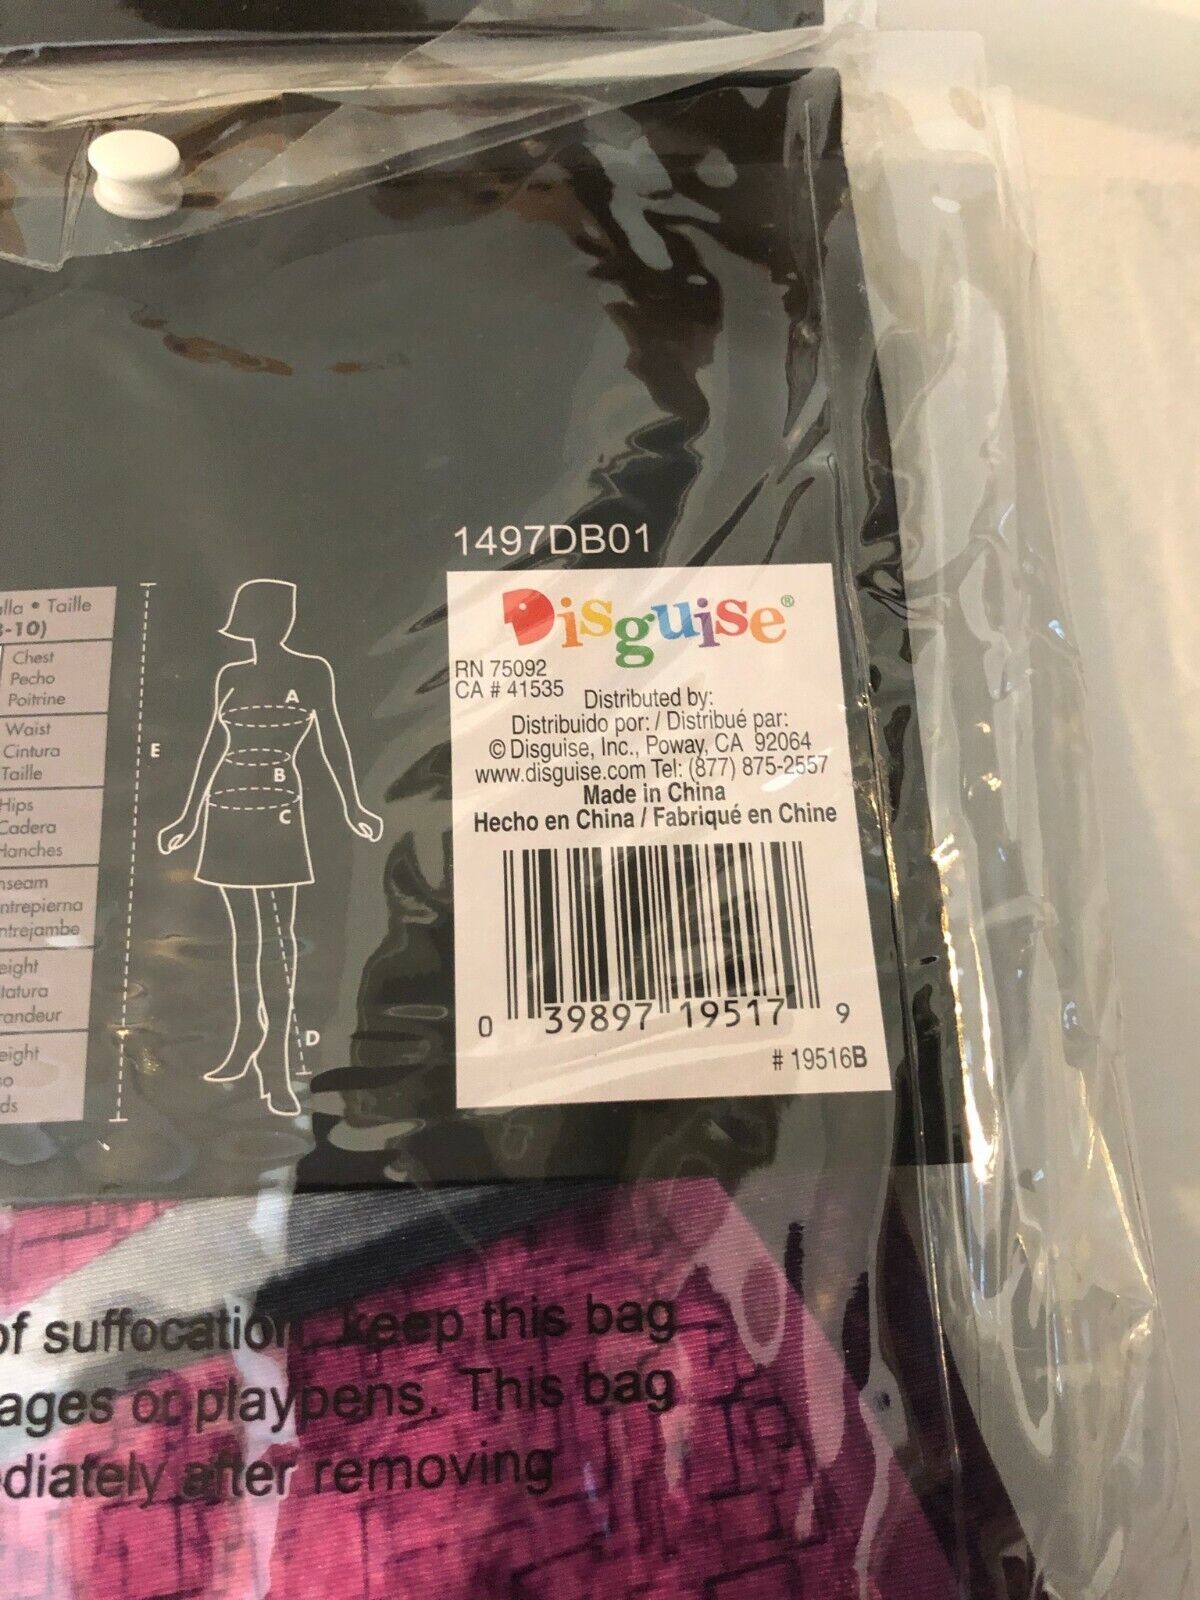 1497DB01
Disguise®
RN 75092
CA # 41535
Distributed by:
Distribuido por: / Distribué par:
© Disguise, Inc., Poway, CA 92064
www.disguise.com Tel: (877) 875-2557
Made in China
Hecho en China / Fabriqué en Chine
0 39897 19517 9
# 19516B
• Taille
-10)
Chest
Pecho
Poitrine
Waist
Cintura
Taille
Hips
Cadera
Hanches
A
B
C
D
E
of suffocation, keep this bag
ages or playpens. This bag
diately after removing